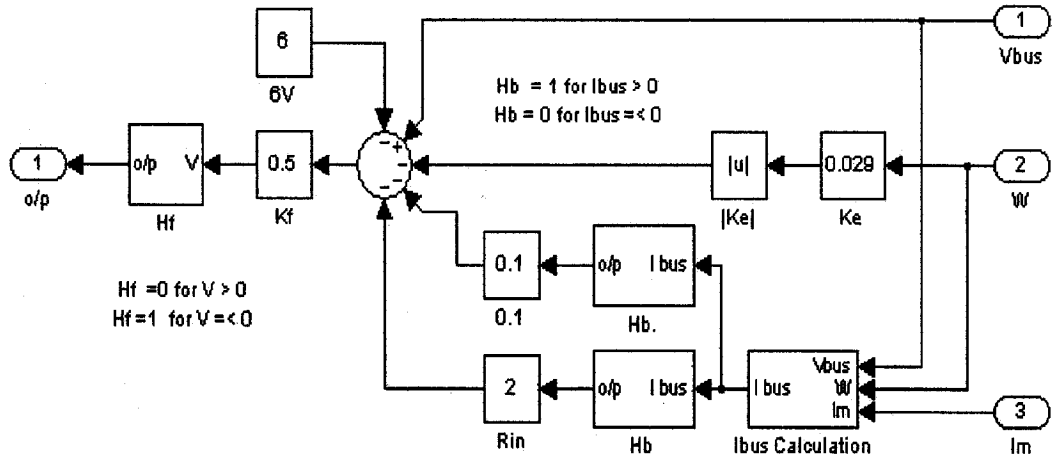 6
6V
1
Vbus
Hb = 1 for Ibus > 0
Hb = 0 for Ibus =< 0
1
o/p
o/p V
Hf
0.5
Kf
|u|
|Ke|
0.029
Ke
2
W
Hf =0 for V > 0
Hf =1 for V =< 0
0.1
0.1
o/p I bus
Hb.
2
Rin
o/p I bus
Hb
Vbus
I bus W
Im
Ibus Calculation
3
Im